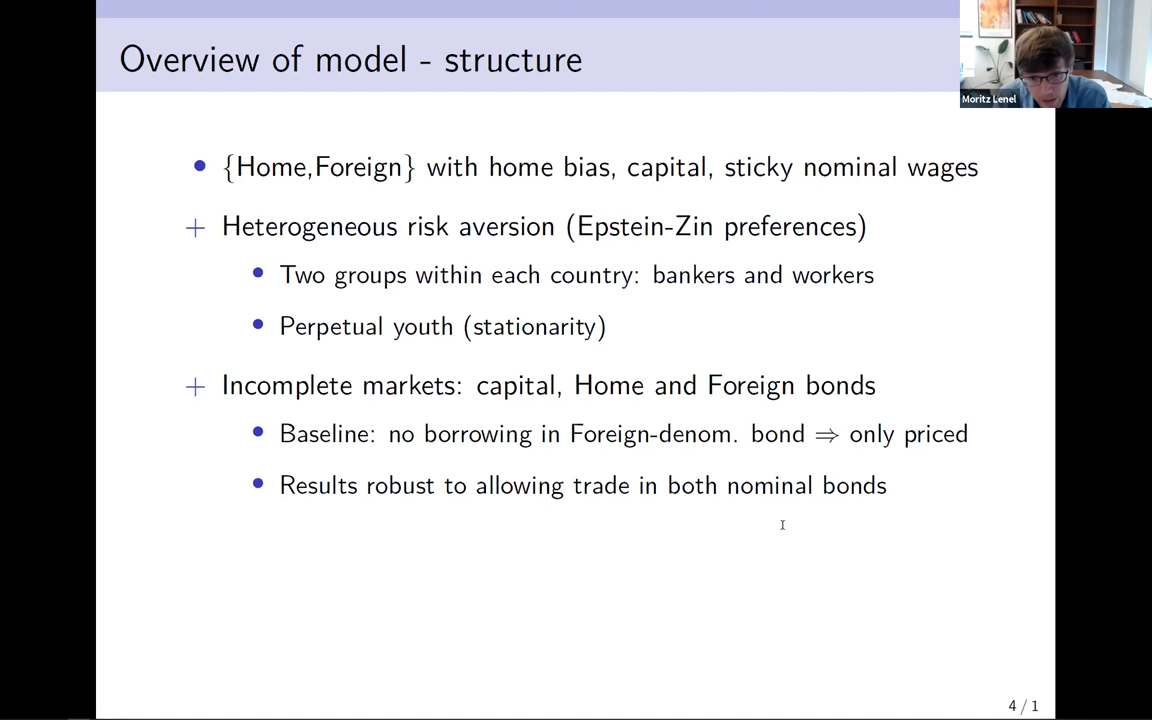 Overview of model - structure
Moritz Lenel
• {Home,Foreign} with home bias, capital, sticky nominal wages
+ Heterogeneous risk aversion (Epstein-Zin preferences)
• Two groups within each country: bankers and workers
• Perpetual youth (stationarity)
+ Incomplete markets: capital, Home and Foreign bonds
• Baseline: no borrowing in Foreign-denom. bond ⇒ only priced
• Results robust to allowing trade in both nominal bonds
4 / 1